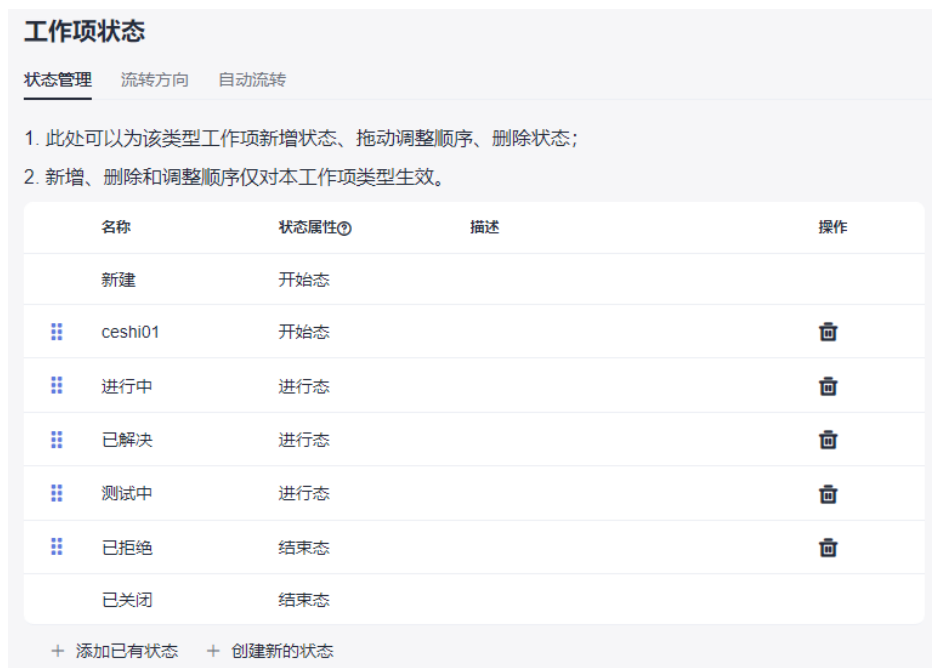 工作项状态
状态管理 流转方向 自动流转
1. 此处可以为该类型工作项新增状态、拖动调整顺序、删除状态；
2. 新增、删除和调整顺序仅对本工作项类型生效。
名称 状态属性? 描述 操作
新建 开始态
ceshi01 开始态
进行中 进行态
已解决 进行态
测试中 进行态
已拒绝 结束态
已关闭 结束态
+ 添加已有状态 + 创建新的状态